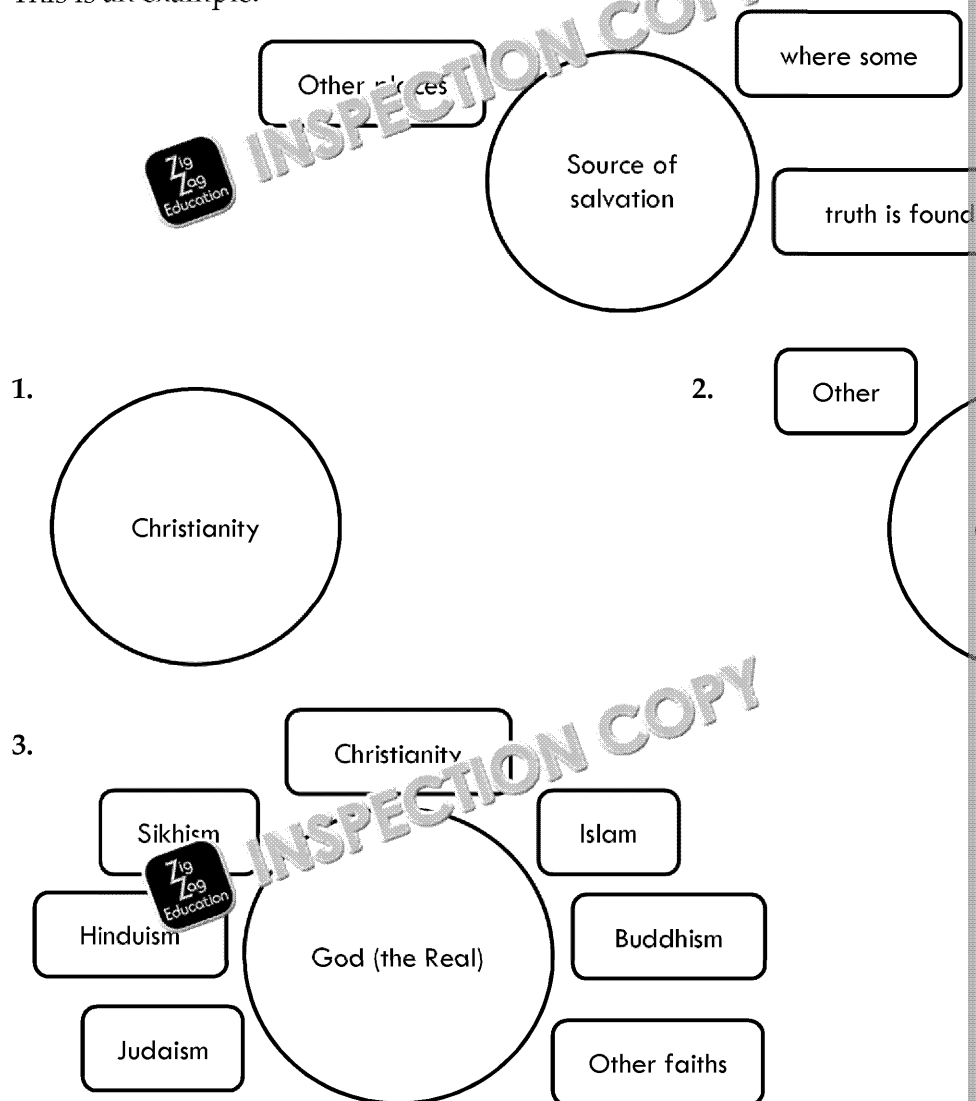 This is an example.
Other places
where some
Source of
salvation
truth is found
INSPECTION COPY
Zig
Zag
Education
1.
Christianity
2.
Other
3.
Christianity
Sikhism
Islam
Hinduism
God (the Real)
Buddhism
Judaism
Other faiths
INSPECTION COPY
Zig
Zag
Education